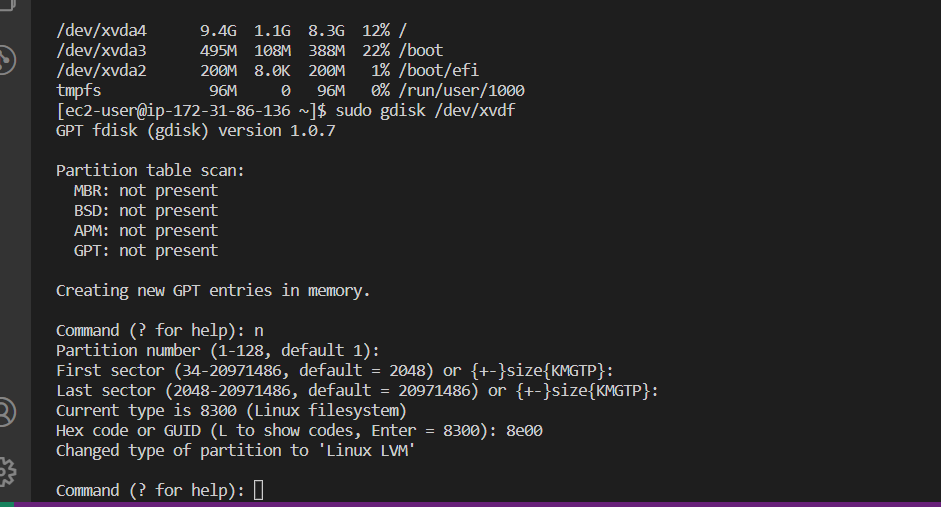 /dev/xvda4      9.4G  1.1G  8.3G  12% /
/dev/xvda3      495M  108M  388M  22% /boot
/dev/xvda2      200M  8.0K  200M   1% /boot/efi
tmpfs            96M     0   96M   0% /run/user/1000
[ec2-user@ip-172-31-86-136 ~]$ sudo gdisk /dev/xvdf
GPT fdisk (gdisk) version 1.0.7

Partition table scan:
  MBR: not present
  BSD: not present
  APM: not present
  GPT: not present

Creating new GPT entries in memory.

Command (? for help): n
Partition number (1-128, default 1):
First sector (34-20971486, default = 2048) or {+-}size{KMGTP}:
Last sector (2048-20971486, default = 20971486) or {+-}size{KMGTP}:
Current type is 8300 (Linux filesystem)
Hex code or GUID (L to show codes, Enter = 8300): 8e00
Changed type of partition to 'Linux LVM'

Command (? for help):